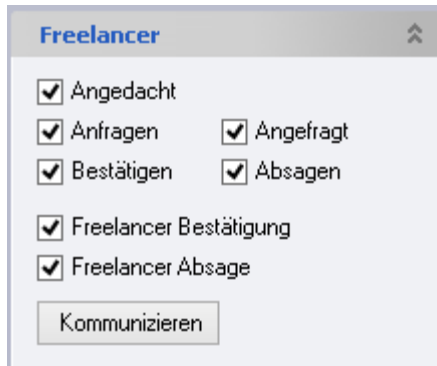 Freelancer
Angedacht
Anfragen Angefragt
Bestätigen Absagen
Freelancer Bestätigung
Freelancer Absage
Kommunizieren